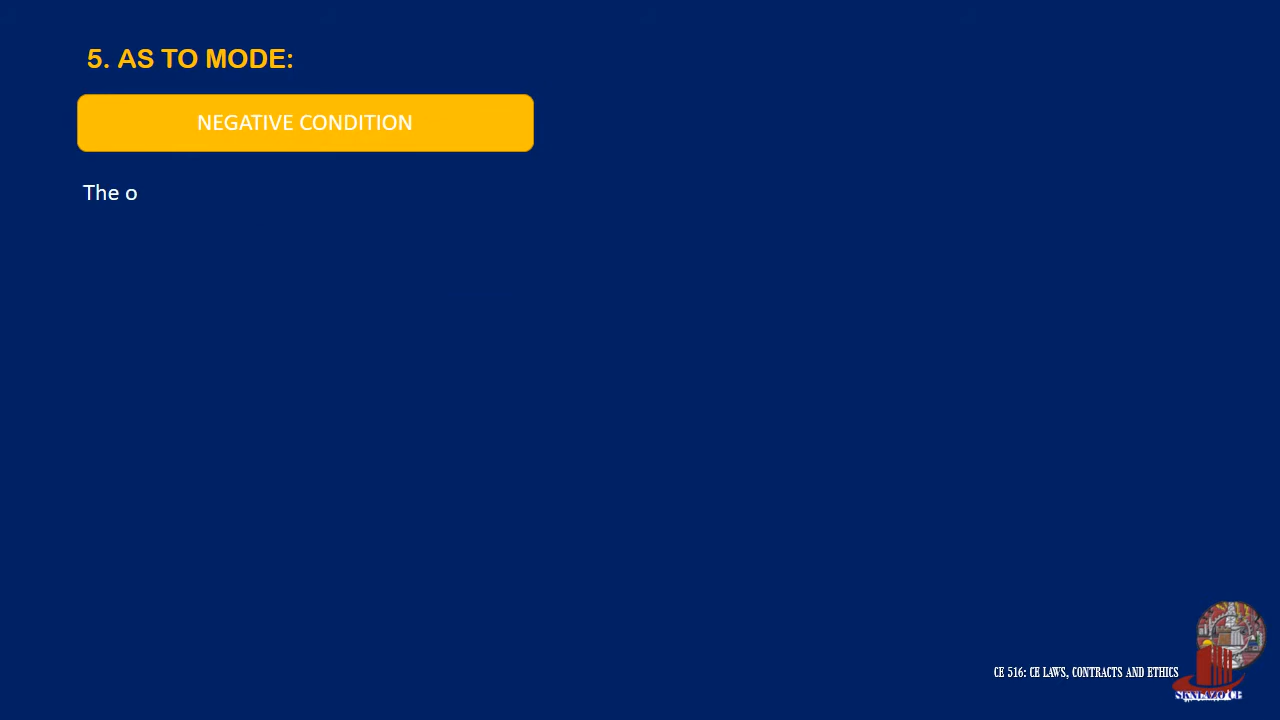 5. AS TO MODE:
NEGATIVE CONDITION
The o
CE 516: CE LAWS, CONTRACTS AND ETHICS